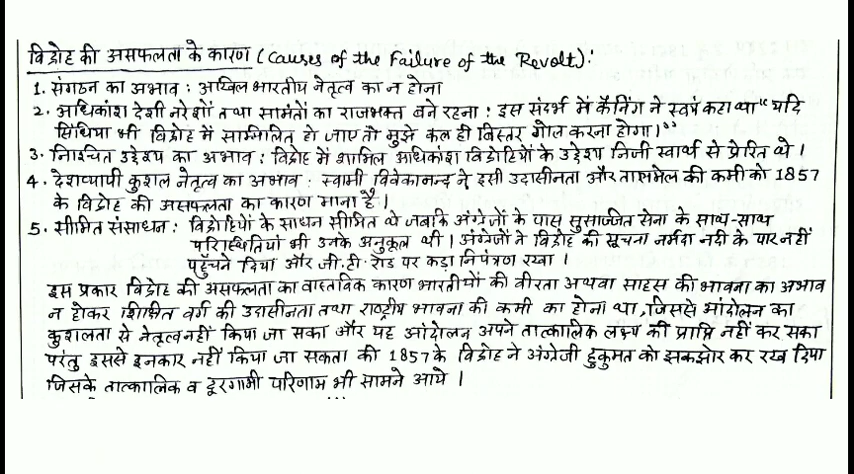 विद्रोह की असफलता के कारण (Causes of the Failure of the Revolt):
1. संगठन का अभाव : अखिल भारतीय नेतृत्व का न होना
2. अधिकांश देशी नरेशों तथा सामंतों का राजभक्त बने रहना : इस संदर्भ में कैनिंग ने स्वयं कहा था "यदि
सिंधिया भी विद्रोह में सम्मिलित हो जाए तो मुझे कल ही बिस्तर गोल करना होगा।"
3. निश्चित उद्देश्य का अभाव : विद्रोह में शामिल अधिकांश विद्रोहियों के उद्देश्य निजी स्वार्थ से प्रेरित थे।
4. देशव्यापी कुशल नेतृत्व का अभाव : स्वामी विवेकानन्द ने इसी उदासीनता और तालमेल की कमी को 1857
के विद्रोह की असफलता का कारण माना है।
5. सीमित संसाधन : विद्रोहियों के साधन सीमित थे जबकि अंग्रेजों के पास सुसज्जित सेना के साथ-साथ
परिस्थितियां भी उनके अनुकूल थी। अंग्रेजों ने विद्रोह की सूचना नर्मदा नदी के पार नहीं
पहुँचने दिया और जी.टी. रोड पर कड़ा नियंत्रण रखा।
इस प्रकार विद्रोह की असफलता का वास्तविक कारण भारतीयों की वीरता अथवा साहस की भावना का अभाव
न होकर शिक्षित वर्ग की उदासीनता तथा राष्ट्रीय भावना की कमी का होना था, जिससे आंदोलन का
कुशलता से नेतृत्व नहीं किया जा सका और यह आंदोलन अपने तात्कालिक लक्ष्य की प्राप्ति नहीं कर सका
परंतु इससे इनकार नहीं किया जा सकता की 1857 के विद्रोह ने अंग्रेजी हुकुमत को झकझोर कर रख दिया
जिसके तात्कालिक व दूरगामी परिणाम भी सामने आये।